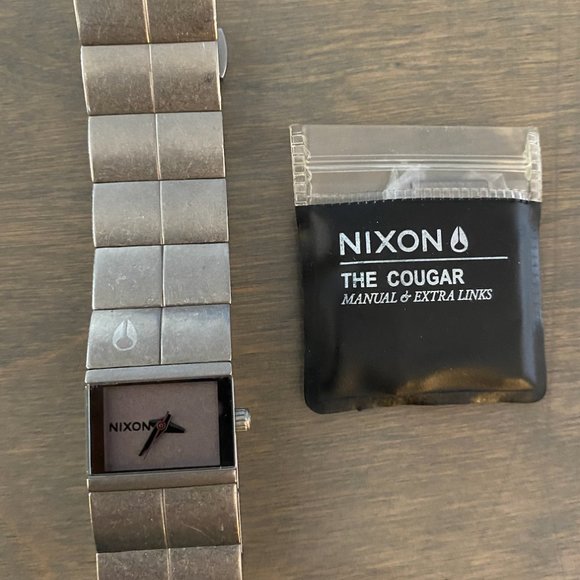 NIXON
NIXON
THE COUGAR
MANUAL & EXTRA LINKS